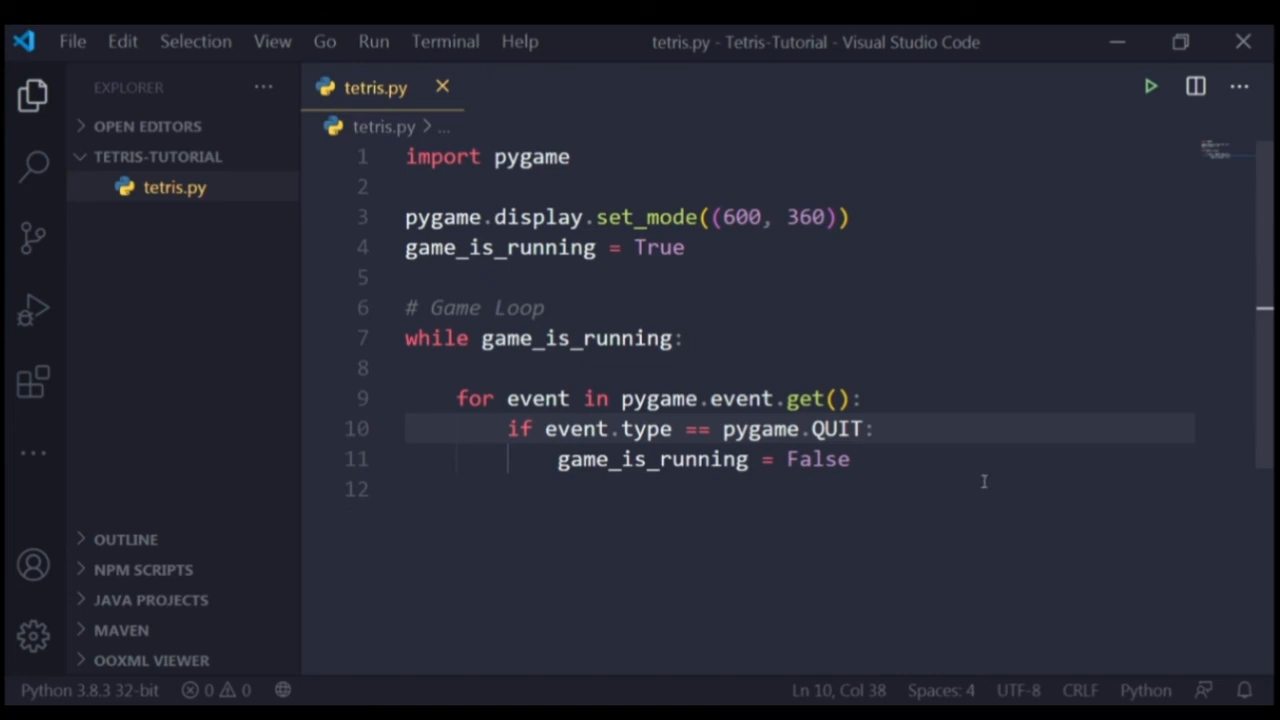 File Edit Selection View Go Run Terminal Help tetris.py - Tetris-Tutorial - Visual Studio Code
EXPLORER
OPEN EDITORS
TETRIS-TUTORIAL
tetris.py
OUTLINE
NPM SCRIPTS
JAVA PROJECTS
MAVEN
OOXML VIEWER
tetris.py
tetris.py > ...
1 import pygame
2
3 pygame.display.set_mode((600, 360))
4 game_is_running = True
5
6 # Game Loop
7 while game_is_running:
8
9     for event in pygame.event.get():
10         if event.type == pygame.QUIT:
11             game_is_running = False
12
Python 3.8.3 32-bit 0 0 Ln 10, Col 38 Spaces: 4 UTF-8 CRLF Python